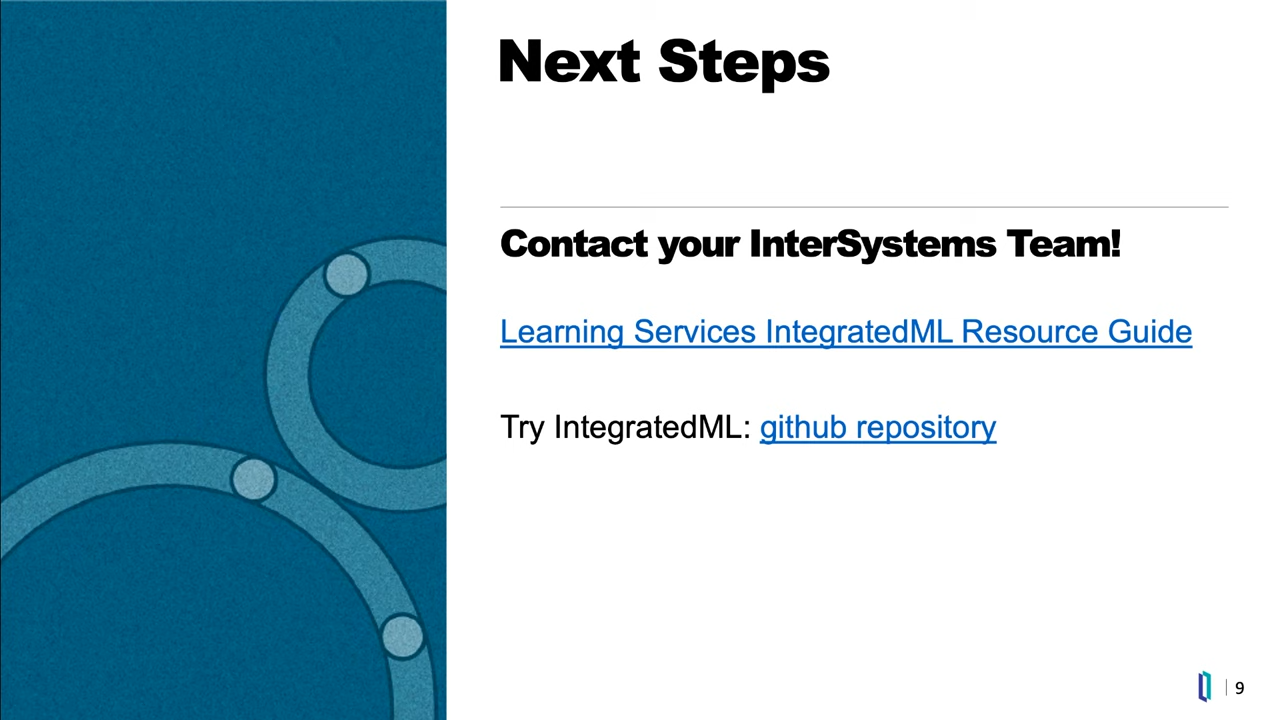 Next Steps
Contact your InterSystems Team!
Learning Services IntegratedML Resource Guide
Try IntegratedML: github repository
9